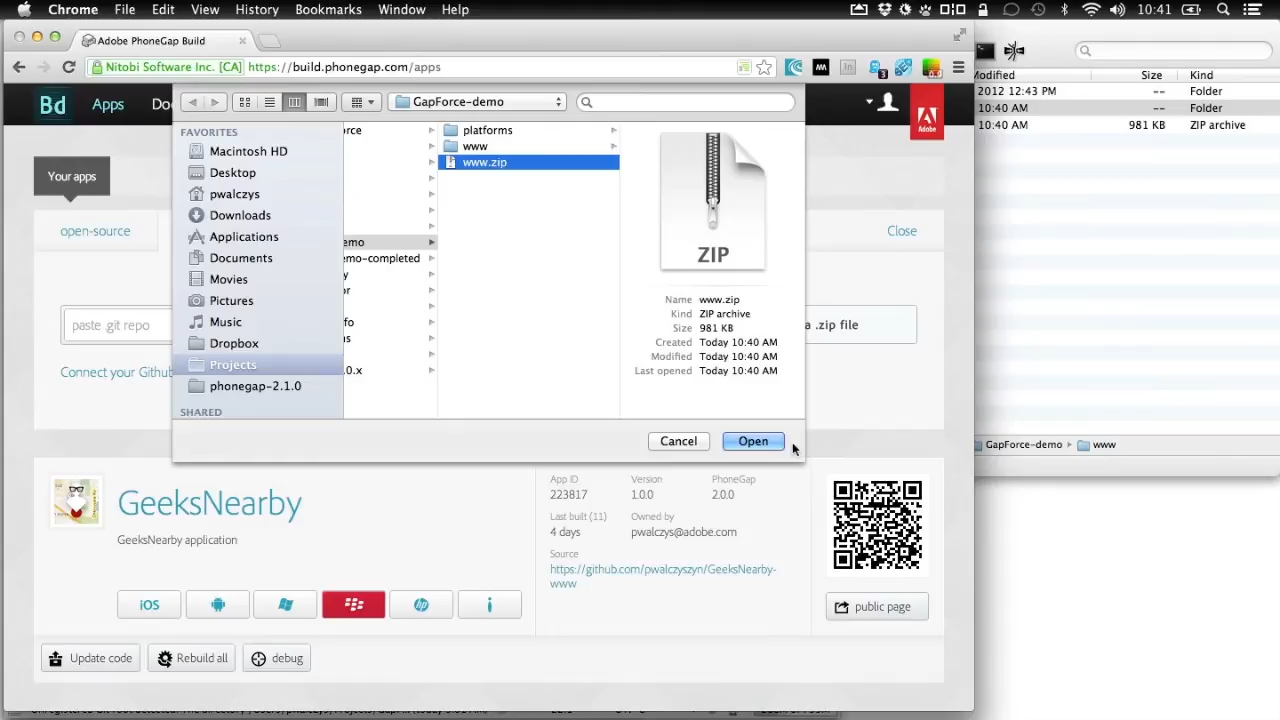 Chrome File Edit View History Bookmarks Window Help 10:41
Adobe PhoneGap Build
Nitobi Software Inc. [CA] https://build.phonegap.com/apps
Bd Apps Do
Adobe
GapForce-demo
FAVORITES
Macintosh HD
Desktop
pwalczys
Downloads
Applications
Documents
Movies
Pictures
Music
Dropbox
Projects
phonegap-2.1.0
SHARED
rce
emo
emo-completed
y
or
fo
ns
.0.x
platforms
www
www.zip
ZIP
Name www.zip
Kind ZIP archive
Size 981 KB
Created Today 10:40 AM
Modified Today 10:40 AM
Last opened Today 10:40 AM
Cancel Open
Your apps
open-source
Close
paste .git repo
a .zip file
Connect your Github
GeeksNearby
GeeksNearby application
App ID
223817
Version
1.0.0
PhoneGap
2.0.0
Last built (11)
4 days
Owned by
pwalczys@adobe.com
Source
https://github.com/pwalczyszyn/GeeksNearby-
www
iOS
public page
Update code Rebuild all debug
Modified Size Kind
2012 12:43 PM -- Folder
10:40 AM -- Folder
10:40 AM 981 KB ZIP archive
GapForce-demo www